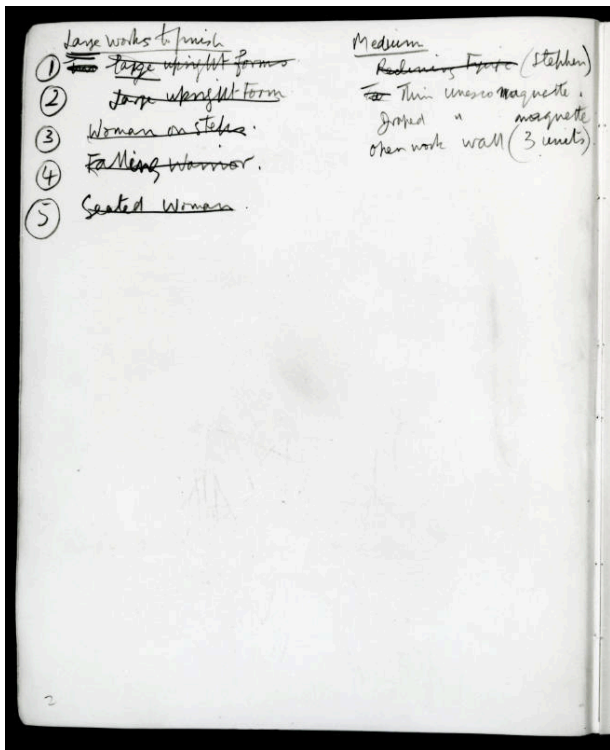 Large works to finish
① large upright forms
② Large upright Form
③ Woman on steps.
④ Falling Warrior.
⑤ Seated Woman.
Medium
Reclining Figure (Stephen)
Thin unesco maquette.
Draped " maquette
open work wall (3 units)
2